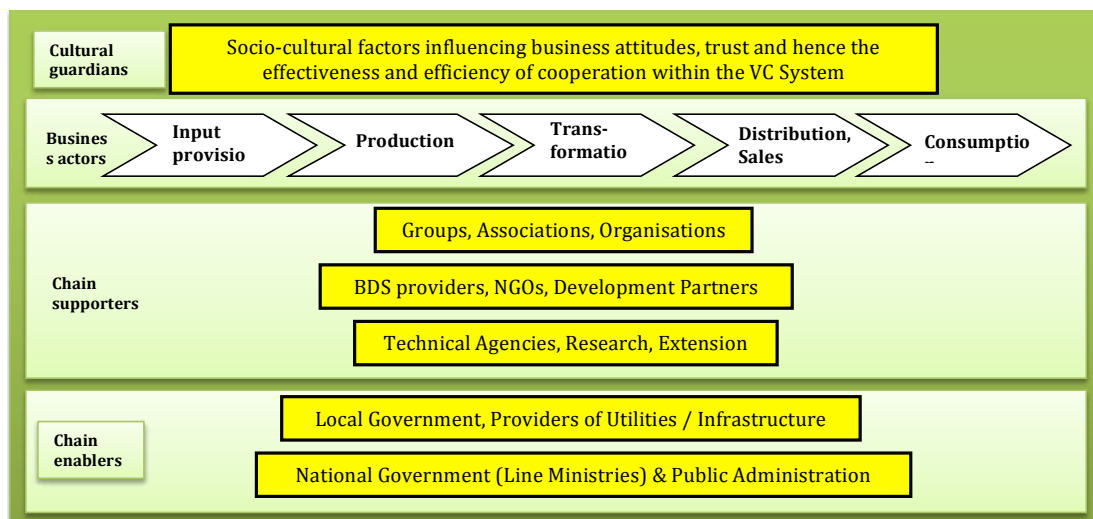 Cultural
guardians
Socio-cultural factors influencing business attitudes, trust and hence the
effectiveness and efficiency of cooperation within the VC System
Busines
s actors
Input
provisio
Production
Trans-
formatio
Distribution,
Sales
Consumptio
Chain
supporters
Groups, Associations, Organisations
BDS providers, NGOs, Development Partners
Technical Agencies, Research, Extension
Chain
enablers
Local Government, Providers of Utilities / Infrastructure
National Government (Line Ministries) & Public Administration